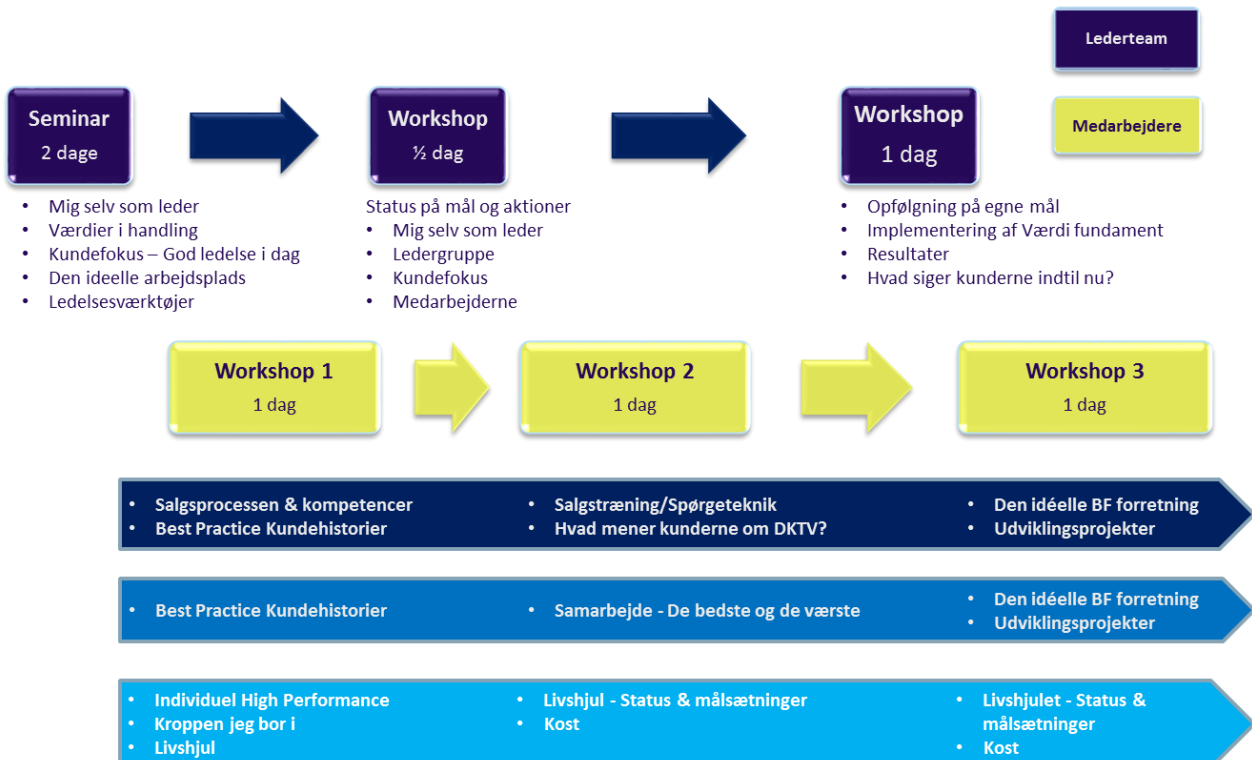 Lederteam
Medarbejdere
Seminar
2 dage
Workshop
½ dag
Workshop
1 dag
• Mig selv som leder
• Værdier i handling
• Kundefokus – God ledelse i dag
• Den ideelle arbejdsplads
• Ledelsesværktøjer
Status på mål og aktioner
• Mig selv som leder
• Ledergruppe
• Kundefokus
• Medarbejderne
• Opfølgning på egne mål
• Implementering af Værdi fundament
• Resultater
• Hvad siger kunderne indtil nu?
Workshop 1
1 dag
Workshop 2
1 dag
Workshop 3
1 dag
• Salgsprocessen & kompetencer
• Best Practice Kundehistorier
• Salgstræning/Spørgeteknik
• Hvad mener kunderne om DKTV?
• Den idéelle BF forretning
• Udviklingsprojekter
• Best Practice Kundehistorier
• Samarbejde - De bedste og de værste
• Den idéelle BF forretning
• Udviklingsprojekter
• Individuel High Performance
• Kroppen jeg bor i
• Livshjul
• Livshjul - Status & målsætninger
• Kost
• Livshjulet - Status &
målsætninger
• Kost